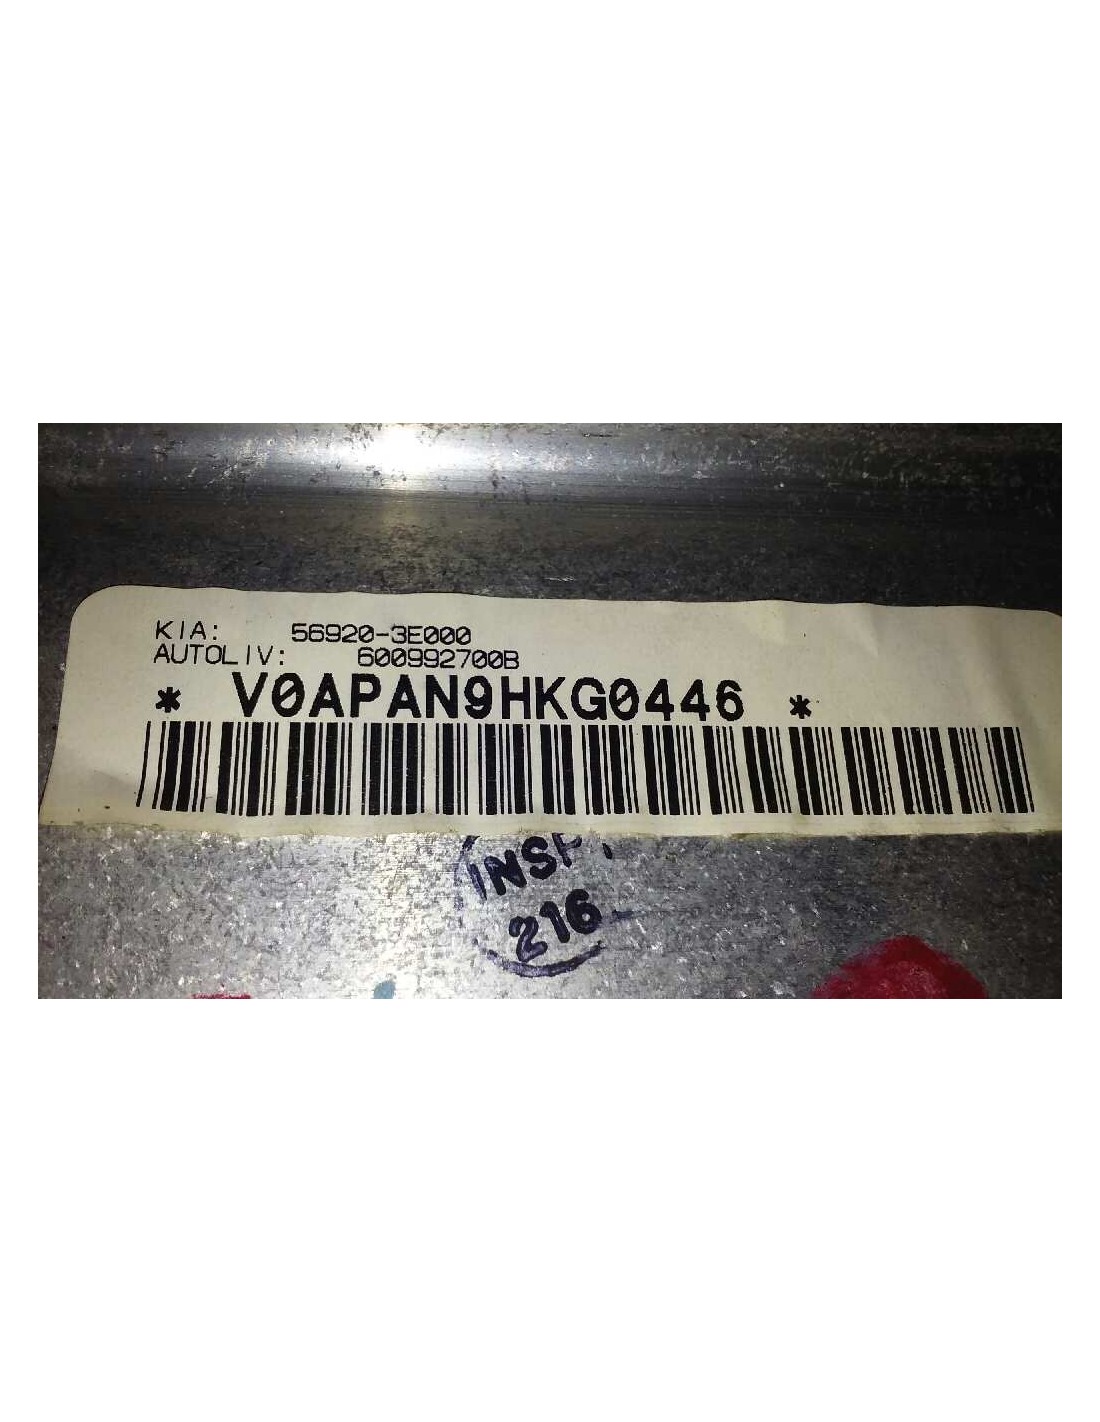 KIA: 56920-3E000
AUTOLIV: 600992700B
* V0APAN9HKG0446 *
INSP.
216